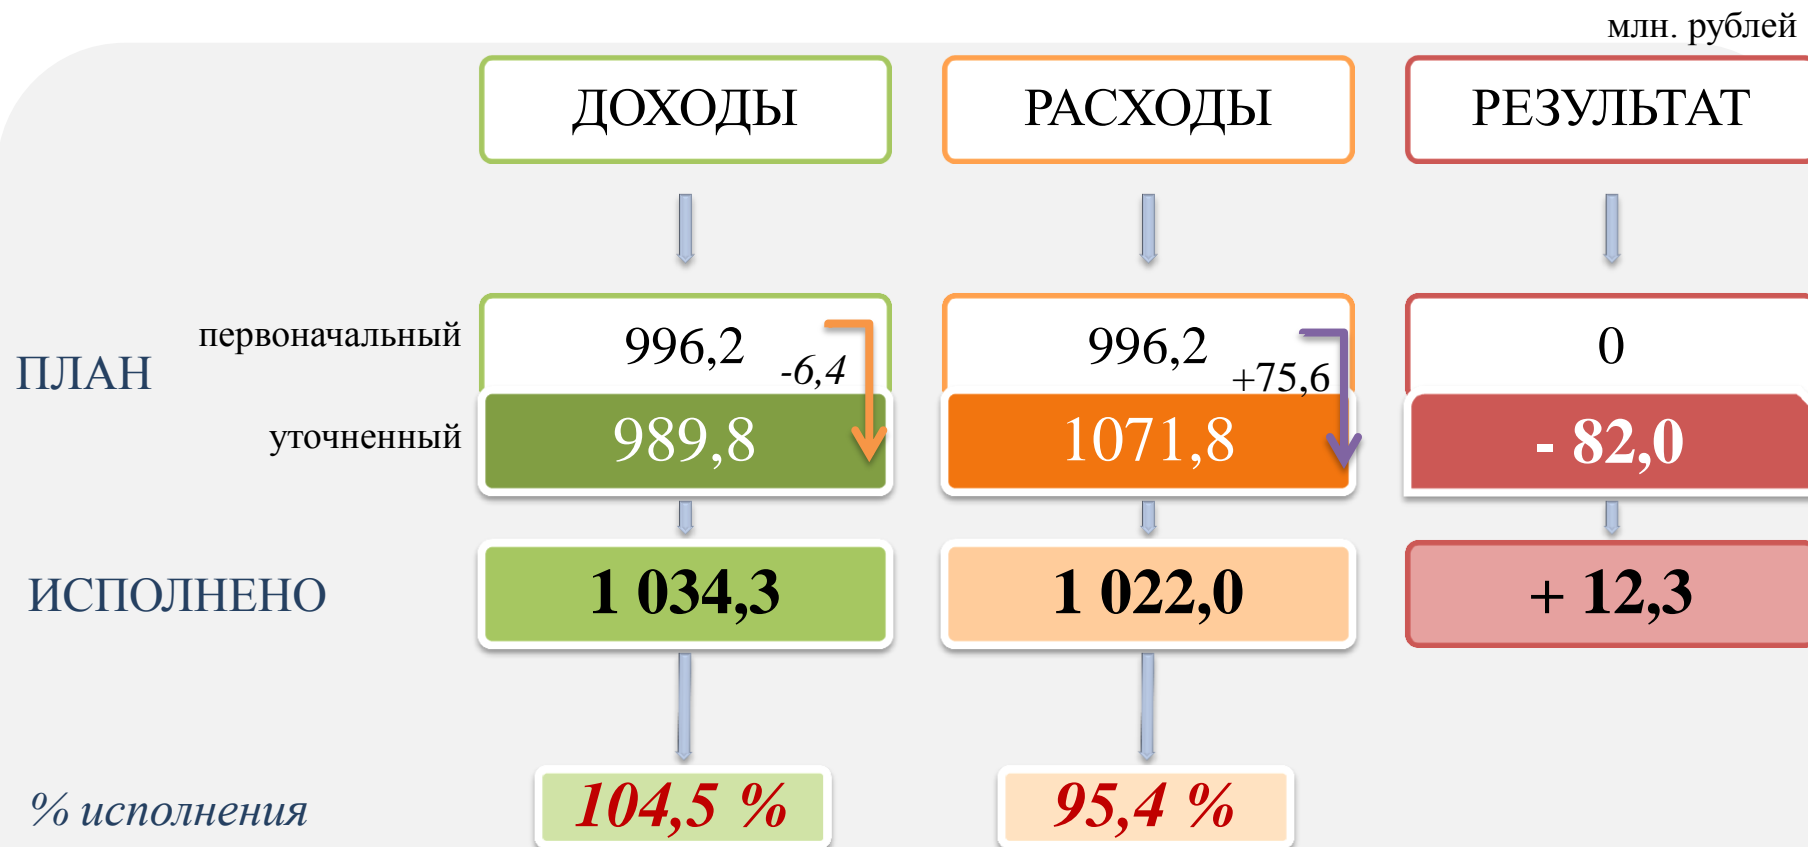 млн. рублей
ДОХОДЫ РАСХОДЫ РЕЗУЛЬТАТ
ПЛАН
первоначальный 996,2 -6,4 996,2 +75,6 0
уточненный 989,8 1071,8 - 82,0
ИСПОЛНЕНО 1 034,3 1 022,0 + 12,3
% исполнения 104,5 % 95,4 %